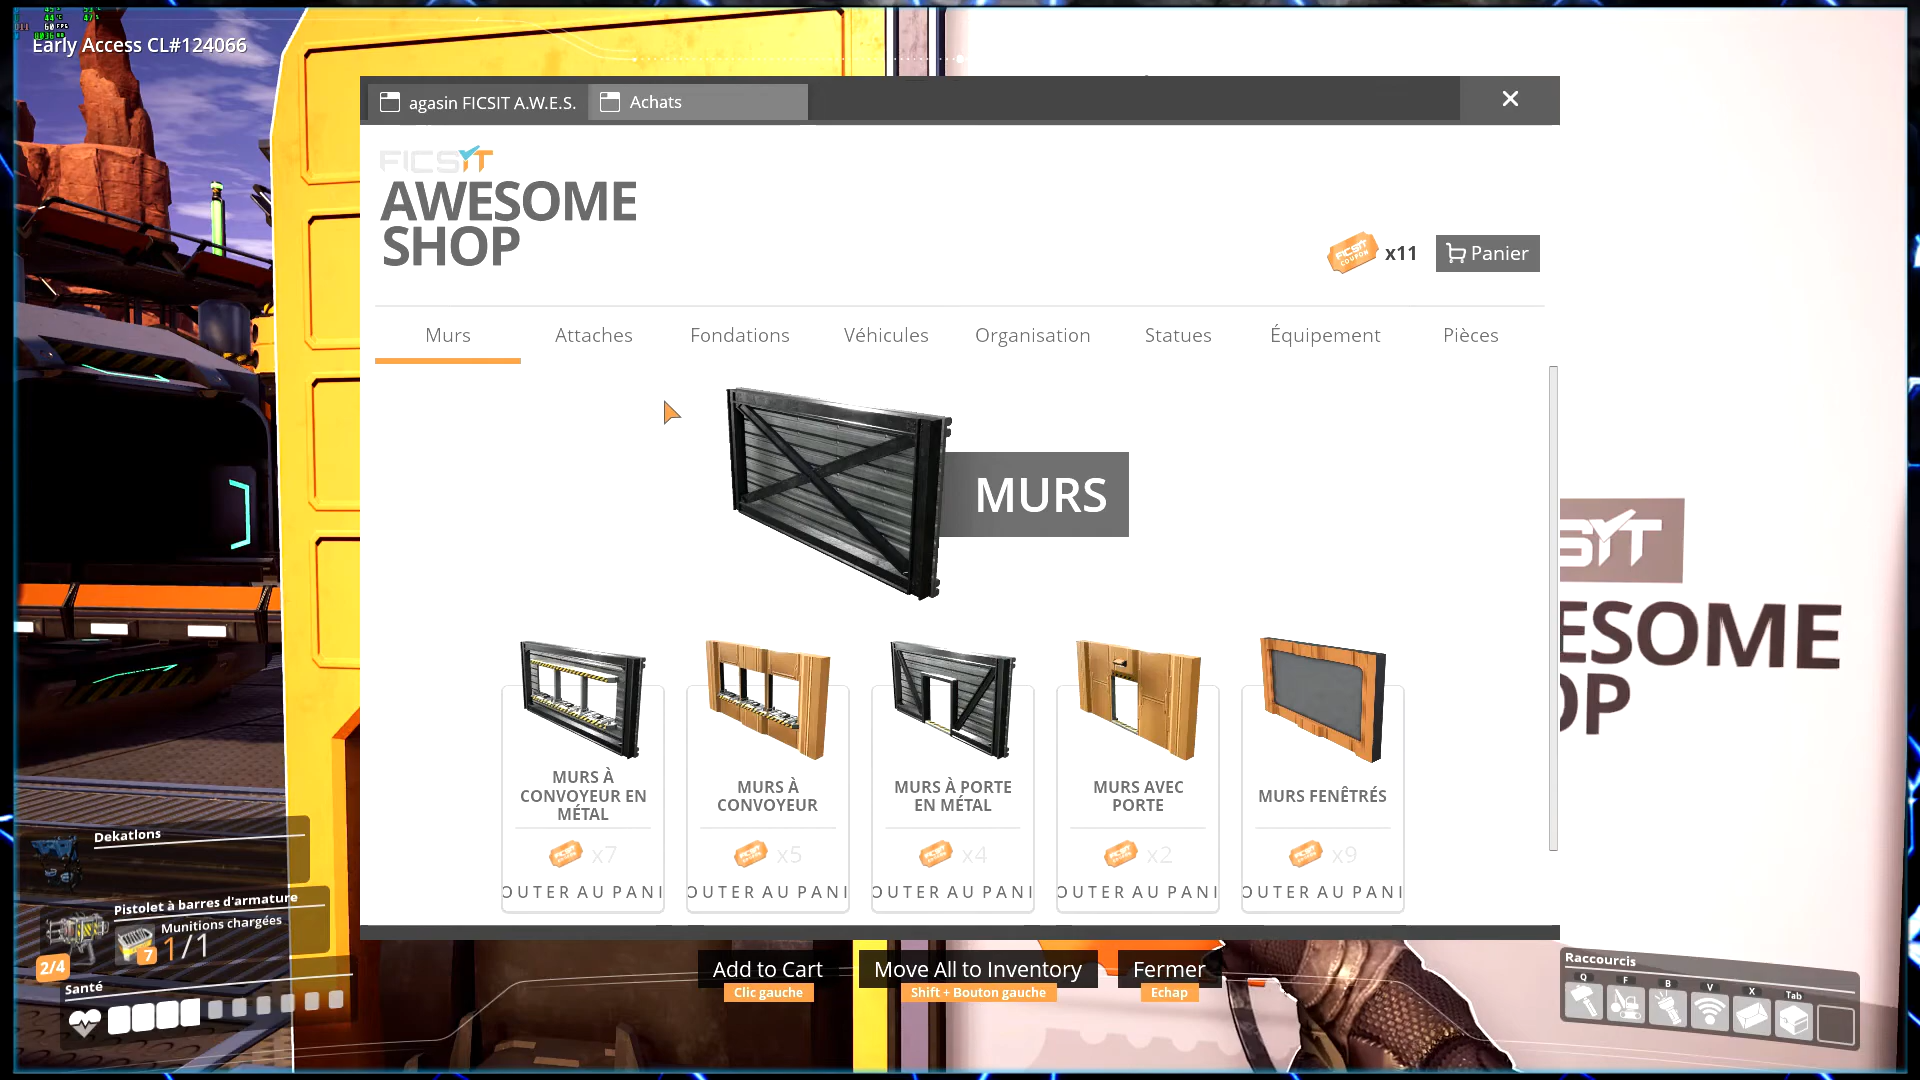 60 FPS
Early Access CL#124066
agasin FICSIT A.W.E.S.
Achats
FICSIT
AWESOME
SHOP
x11
Panier
Murs
Attaches
Fondations
Véhicules
Organisation
Statues
Équipement
Pièces
MURS
MURS À
CONVOYEUR EN
MÉTAL
x7
OUTER AU PANI
MURS À
CONVOYEUR
x5
OUTER AU PANI
MURS À PORTE
EN MÉTAL
x4
OUTER AU PANI
MURS AVEC
PORTE
x2
OUTER AU PANI
MURS FENÊTRÉS
x9
OUTER AU PANI
SIT
ESOME
OP
Dekatlons
Pistolet à barres d'armature
Munitions chargées
7
1/1
2/4
Santé
Add to Cart
Clic gauche
Move All to Inventory
Shift + Bouton gauche
Fermer
Echap
Raccourcis
Q
F
B
V
X
Tab